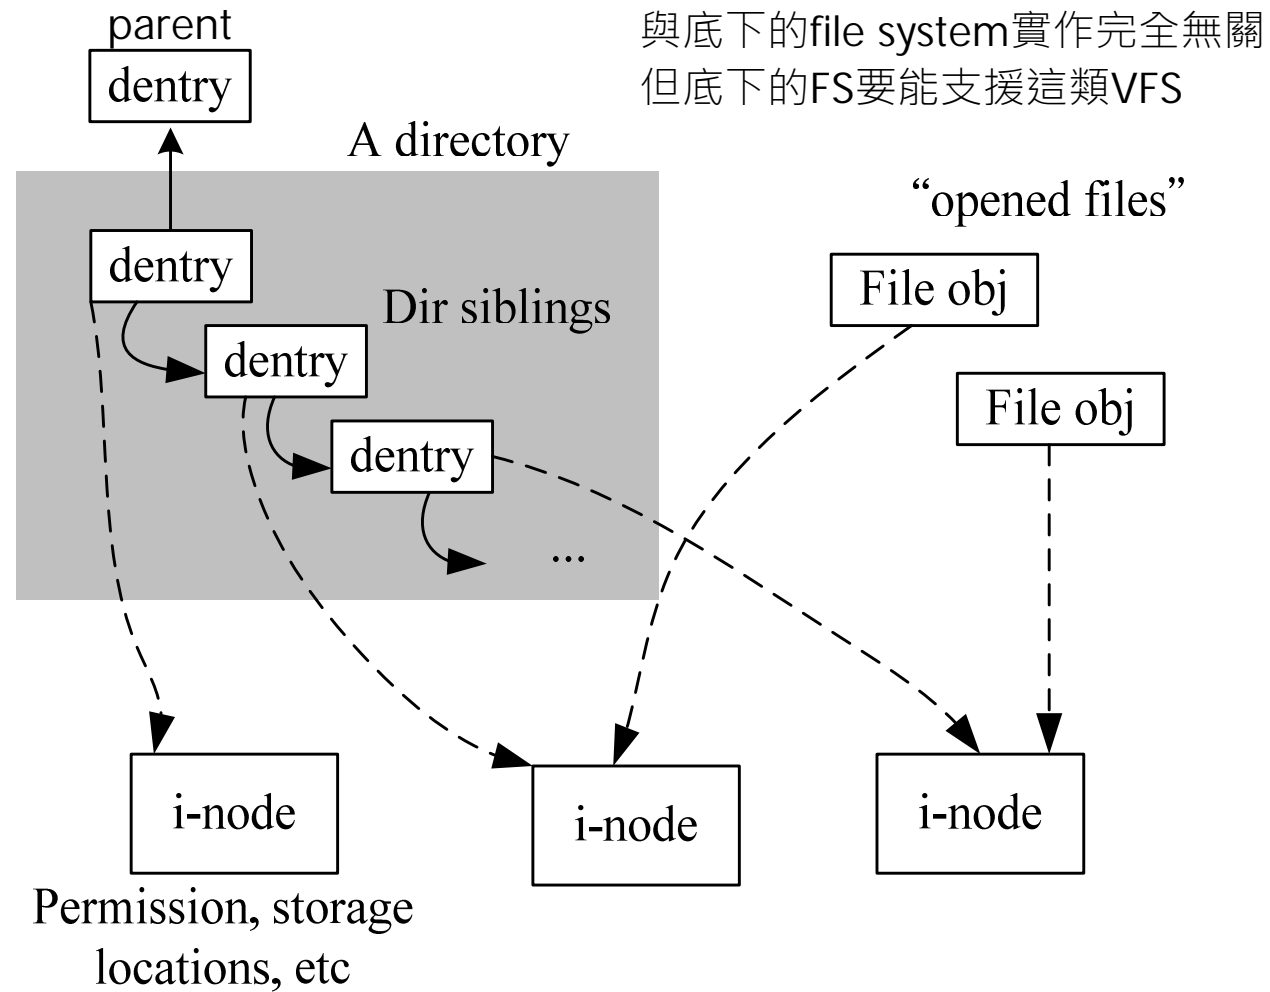 parent
dentry
與底下的file system實作完全無關
但底下的FS要能支援這類VFS
A directory
“opened files”
dentry
File obj
Dir siblings
dentry
File obj
dentry
...
i-node
i-node
i-node
Permission, storage
locations, etc